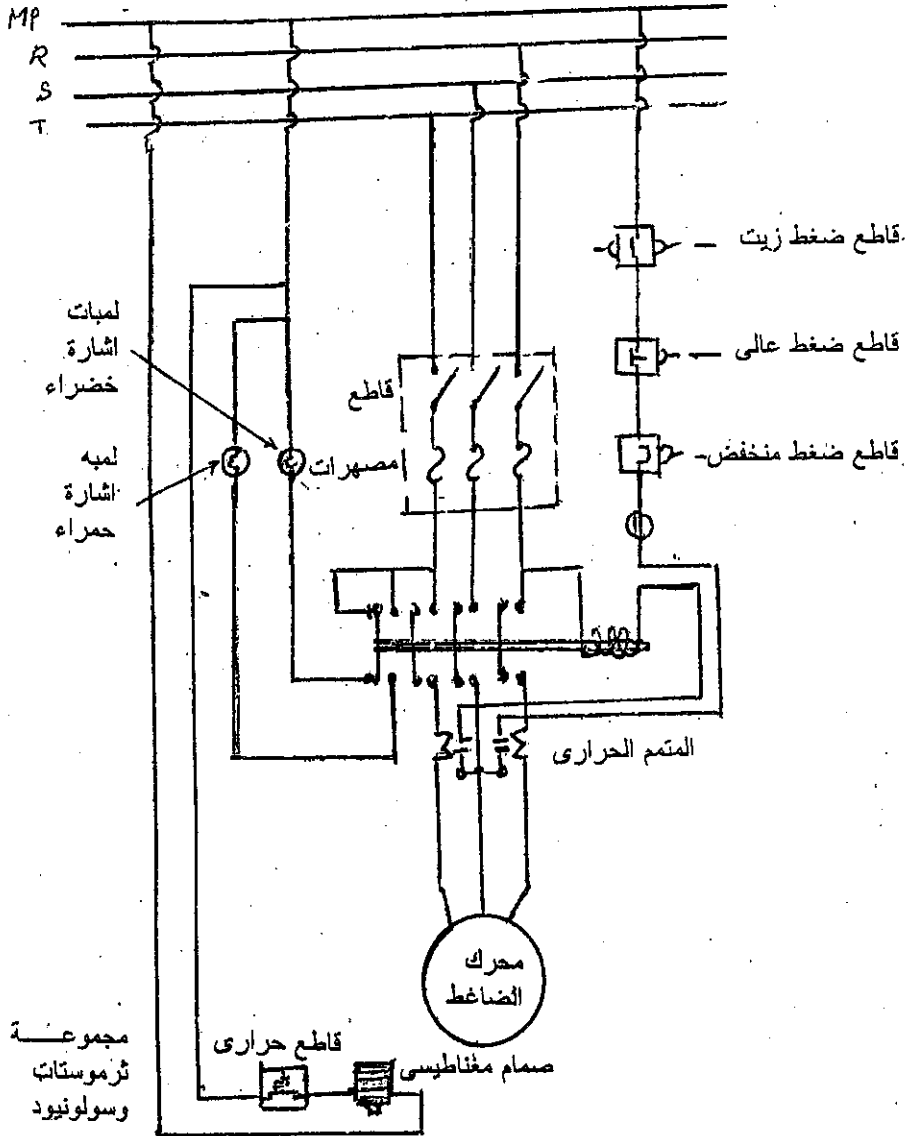 MP
R
S
T
قاطع ضغط زيت
قاطع ضغط عالى
قاطع ضغط منخفض
لمبات
اشارة
خضراء
لمبه
اشارة
حمراء
قاطع
مصهرات
المتمم الحرارى
محرك
الضاغط
مجموعة
ثرموستات
وسولونيود
قاطع حرارى
صمام مغناطيسى